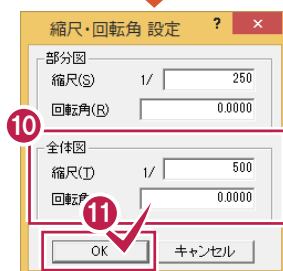 縮尺・回転角 設定 ? ×
部分図
縮尺(S) 1/ 250
回転角(R) 0.0000
⑩
全体図
縮尺(T) 1/ 500
回転角 0.0000
⑪
OK キャンセル